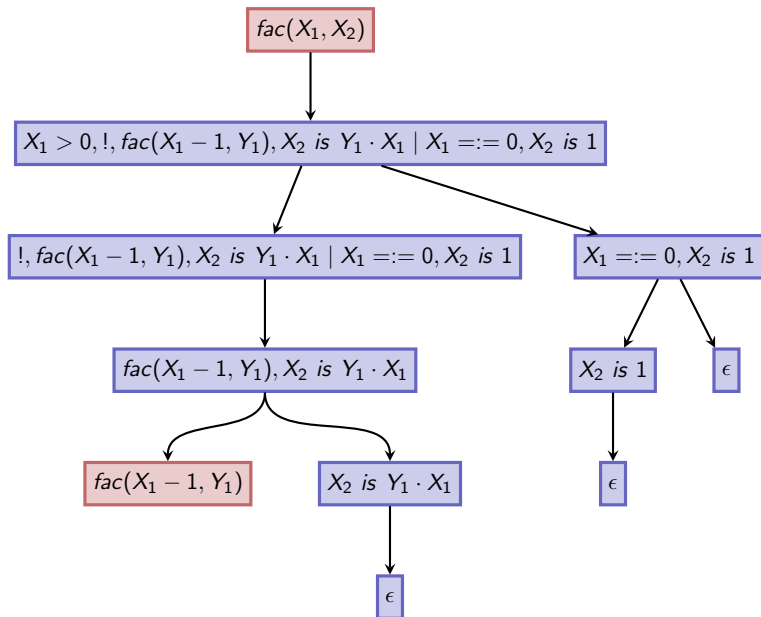 fac(X₁, X₂)
X₁ > 0, !, fac(X₁ − 1, Y₁), X₂ is Y₁ · X₁ | X₁ =:= 0, X₂ is 1
!, fac(X₁ − 1, Y₁), X₂ is Y₁ · X₁ | X₁ =:= 0, X₂ is 1
X₁ =:= 0, X₂ is 1
fac(X₁ − 1, Y₁), X₂ is Y₁ · X₁
X₂ is 1
ϵ
fac(X₁ − 1, Y₁)
X₂ is Y₁ · X₁
ϵ
ϵ